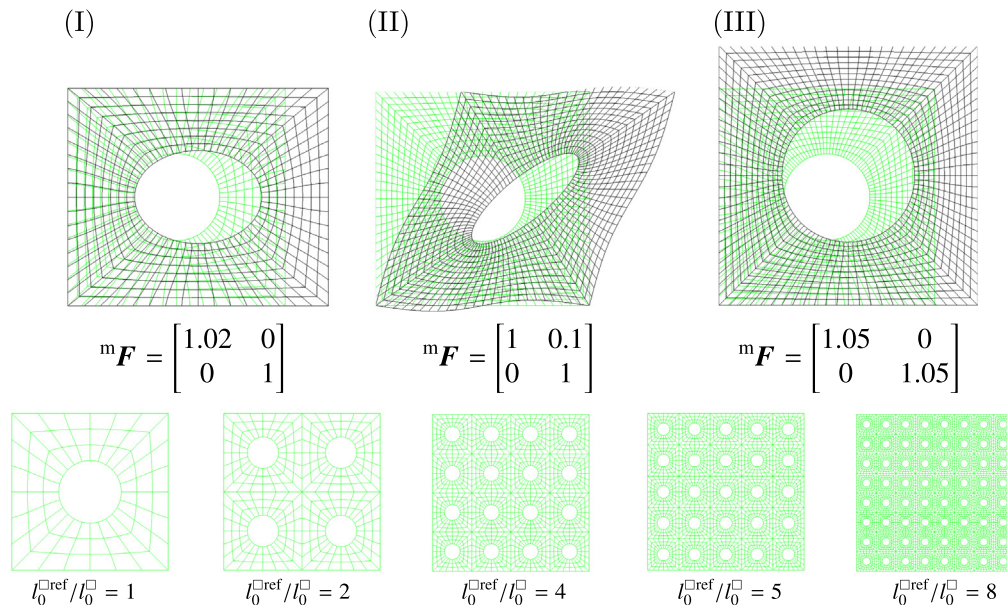 (I) (II) (III)
ᵐF = [1.02 0
0 1]
ᵐF = [1 0.1
0 1]
ᵐF = [1.05 0
0 1.05]
l₀^□ref/l₀^□ = 1
l₀^□ref/l₀^□ = 2
l₀^□ref/l₀^□ = 4
l₀^□ref/l₀^□ = 5
l₀^□ref/l₀^□ = 8